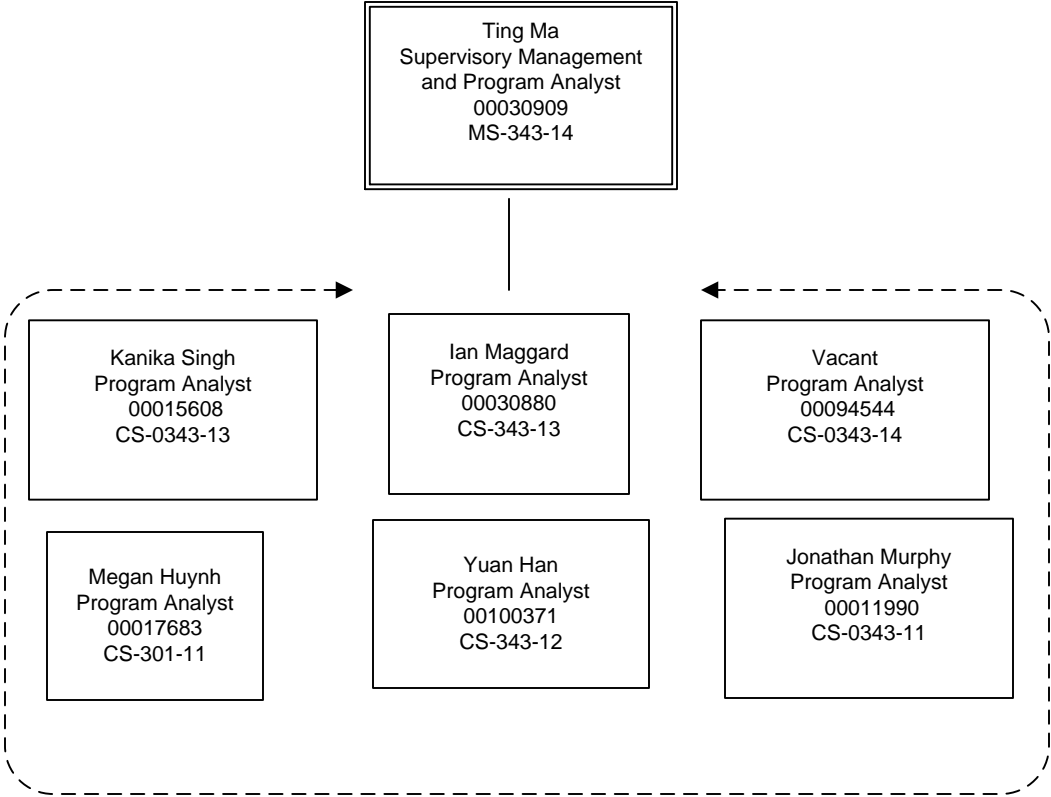 Ting Ma
Supervisory Management
and Program Analyst
00030909
MS-343-14
Kanika Singh
Program Analyst
00015608
CS-0343-13
Ian Maggard
Program Analyst
00030880
CS-343-13
Vacant
Program Analyst
00094544
CS-0343-14
Megan Huynh
Program Analyst
00017683
CS-301-11
Yuan Han
Program Analyst
00100371
CS-343-12
Jonathan Murphy
Program Analyst
00011990
CS-0343-11